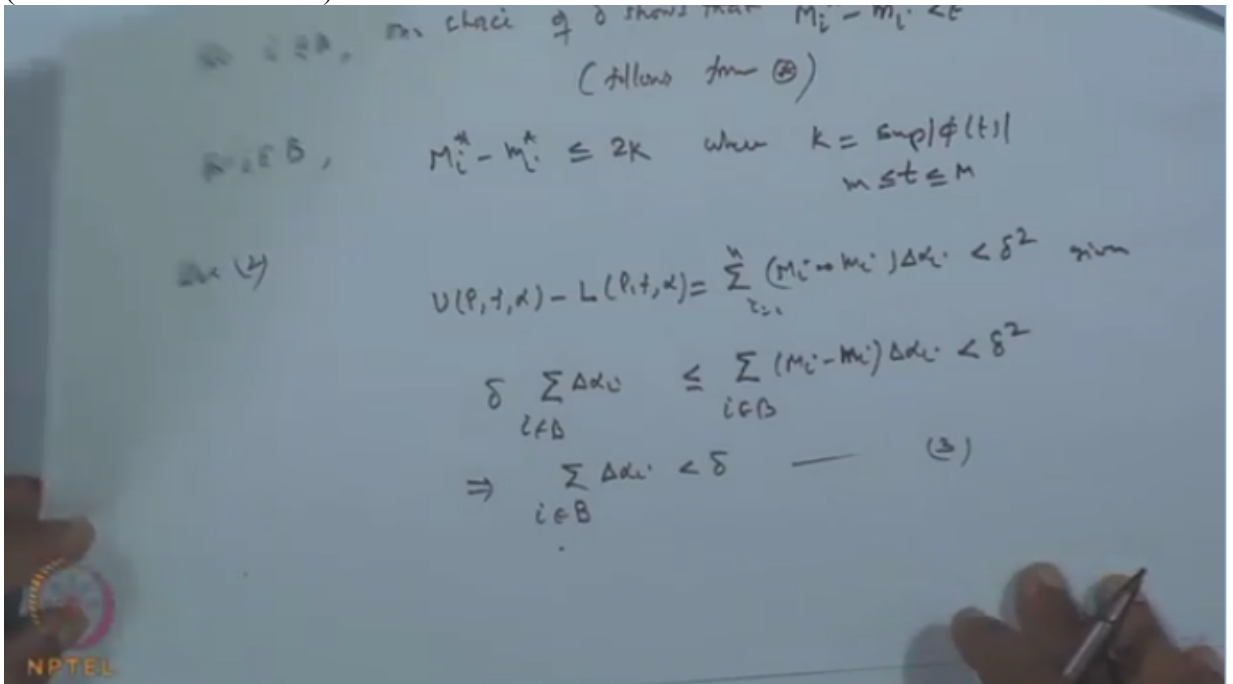 i ∈ A, choice of δ shows that Mᵢ* - mᵢ* < ε
(follows from ⊛)
i ∈ B, Mᵢ* - mᵢ* ≤ 2K where K = Sup|φ(t)|
m ≤ t ≤ M
(2)
U(P,f,α) - L(P,f,α) = Σ (Mᵢ - mᵢ) Δαᵢ < δ² given
δ Σ Δαᵢ ≤ Σ (Mᵢ - mᵢ) Δαᵢ < δ²
i∈B i∈B
⇒ Σ Δαᵢ < δ — (3)
i∈B
NPTEL